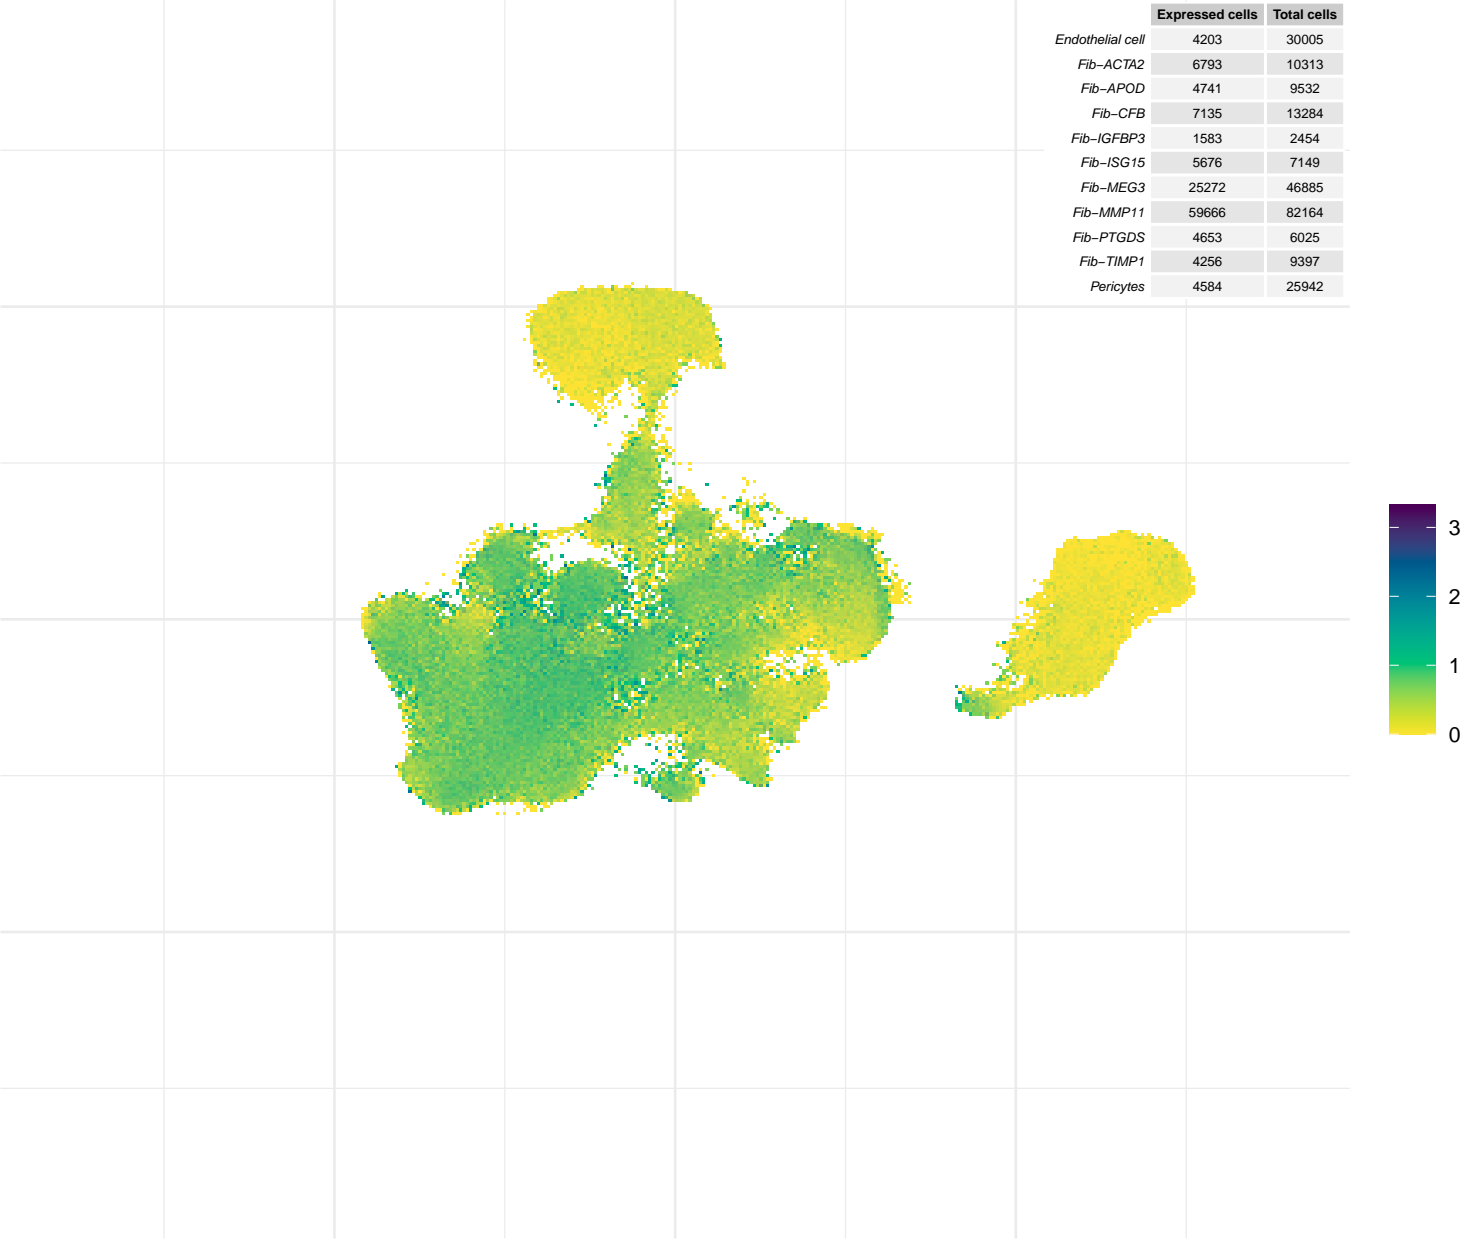 Expressed cells Total cells
Endothelial cell 4203 30005
Fib−ACTA2 6793 10313
Fib−APOD 4741 9532
Fib−CFB 7135 13284
Fib−IGFBP3 1583 2454
Fib−ISG15 5676 7149
Fib−MEG3 25272 46885
Fib−MMP11 59666 82164
Fib−PTGDS 4653 6025
Fib−TIMP1 4256 9397
Pericytes 4584 25942
3
2
1
0